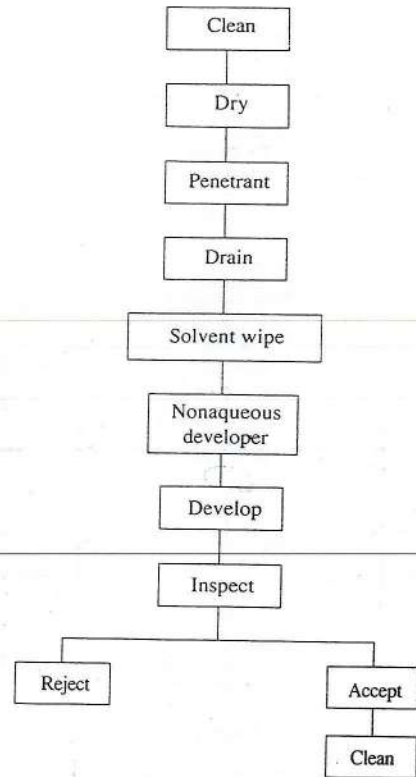 Clean
Dry
Penetrant
Drain
Solvent wipe
Nonaqueous
developer
Develop
Inspect
Reject
Accept
Clean